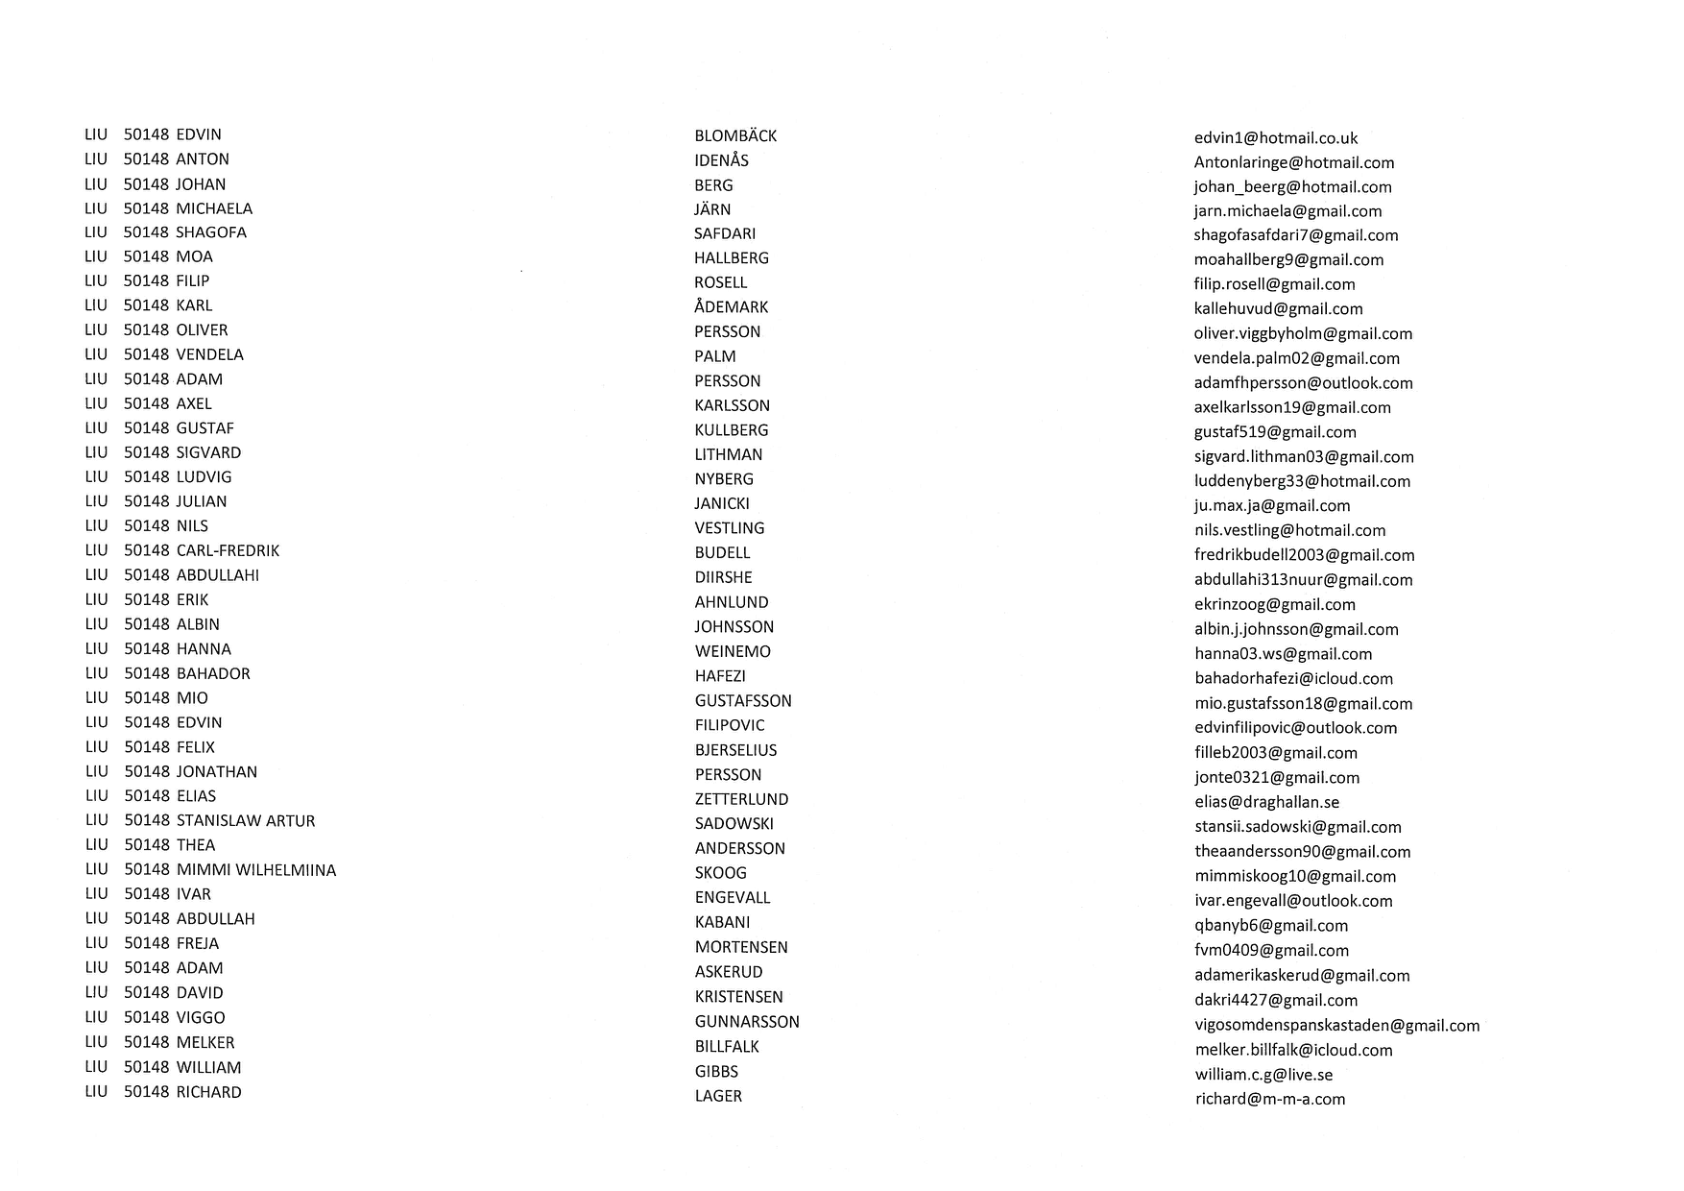 LIU 50148 EDVIN BLOMBÄCK edvin1@hotmail.co.uk
LIU 50148 ANTON IDENÅS Antonlaringe@hotmail.com
LIU 50148 JOHAN BERG johan_beerg@hotmail.com
LIU 50148 MICHAELA JÄRN jarn.michaela@gmail.com
LIU 50148 SHAGOFA SAFDARI shagofasafdari7@gmail.com
LIU 50148 MOA HALLBERG moahallberg9@gmail.com
LIU 50148 FILIP ROSELL filip.rosell@gmail.com
LIU 50148 KARL ÅDEMARK kallehuvud@gmail.com
LIU 50148 OLIVER PERSSON oliver.viggbyholm@gmail.com
LIU 50148 VENDELA PALM vendela.palm02@gmail.com
LIU 50148 ADAM PERSSON adamfhpersson@outlook.com
LIU 50148 AXEL KARLSSON axelkarlsson19@gmail.com
LIU 50148 GUSTAF KULLBERG gustaf519@gmail.com
LIU 50148 SIGVARD LITHMAN sigvard.lithman03@gmail.com
LIU 50148 LUDVIG NYBERG luddenyberg33@hotmail.com
LIU 50148 JULIAN JANICKI ju.max.ja@gmail.com
LIU 50148 NILS VESTLING nils.vestling@hotmail.com
LIU 50148 CARL-FREDRIK BUDELL fredrikbudell2003@gmail.com
LIU 50148 ABDULLAHI DIIRSHE abdullahi313nuur@gmail.com
LIU 50148 ERIK AHNLUND ekrinzoog@gmail.com
LIU 50148 ALBIN JOHNSSON albin.j.johnsson@gmail.com
LIU 50148 HANNA WEINEMO hanna03.ws@gmail.com
LIU 50148 BAHADOR HAFEZI bahadorhafezi@icloud.com
LIU 50148 MIO GUSTAFSSON mio.gustafsson18@gmail.com
LIU 50148 EDVIN FILIPOVIC edvinfilipovic@outlook.com
LIU 50148 FELIX BJERSELIUS filleb2003@gmail.com
LIU 50148 JONATHAN PERSSON jonte0321@gmail.com
LIU 50148 ELIAS ZETTERLUND elias@draghallan.se
LIU 50148 STANISLAW ARTUR SADOWSKI stansii.sadowski@gmail.com
LIU 50148 THEA ANDERSSON theaandersson90@gmail.com
LIU 50148 MIMMI WILHELMIINA SKOOG mimmiskoog10@gmail.com
LIU 50148 IVAR ENGEVALL ivar.engevall@outlook.com
LIU 50148 ABDULLAH KABANI qbanyb6@gmail.com
LIU 50148 FREJA MORTENSEN fvm0409@gmail.com
LIU 50148 ADAM ASKERUD adamerikaskerud@gmail.com
LIU 50148 DAVID KRISTENSEN dakri4427@gmail.com
LIU 50148 VIGGO GUNNARSSON vigosomdenspanskastaden@gmail.com
LIU 50148 MELKER BILLFALK melker.billfalk@icloud.com
LIU 50148 WILLIAM GIBBS william.c.g@live.se
LIU 50148 RICHARD LAGER richard@m-m-a.com